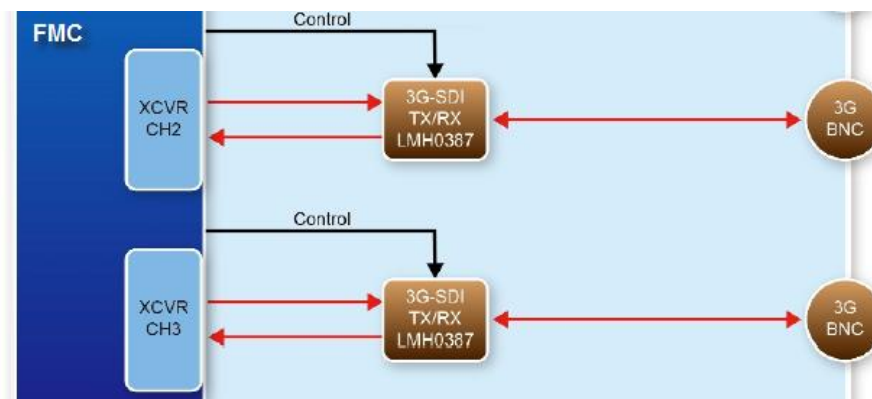 FMC
Control
XCVR
CH2
3G-SDI
TX/RX
LMH0387
3G
BNC
Control
XCVR
CH3
3G-SDI
TX/RX
LMH0387
3G
BNC